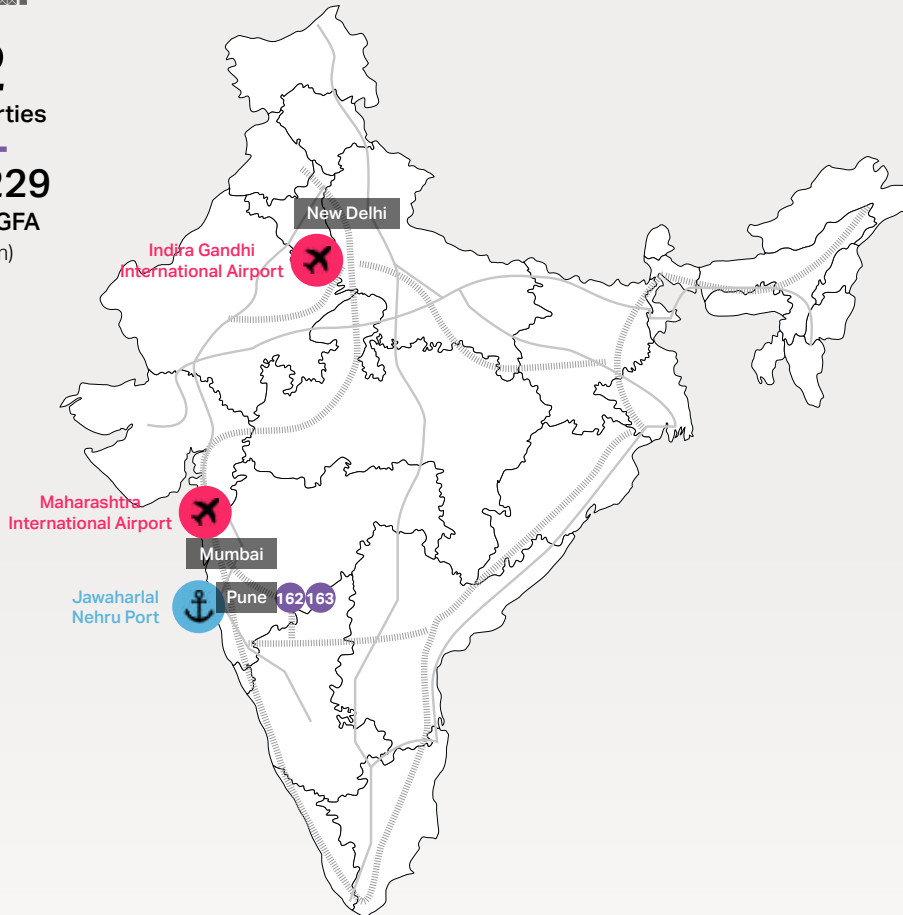 2
rties
229
GFA
n)
New Delhi
Indira Gandhi
International Airport
Maharashtra
International Airport
Mumbai
Jawaharlal
Nehru Port
Pune
162
163